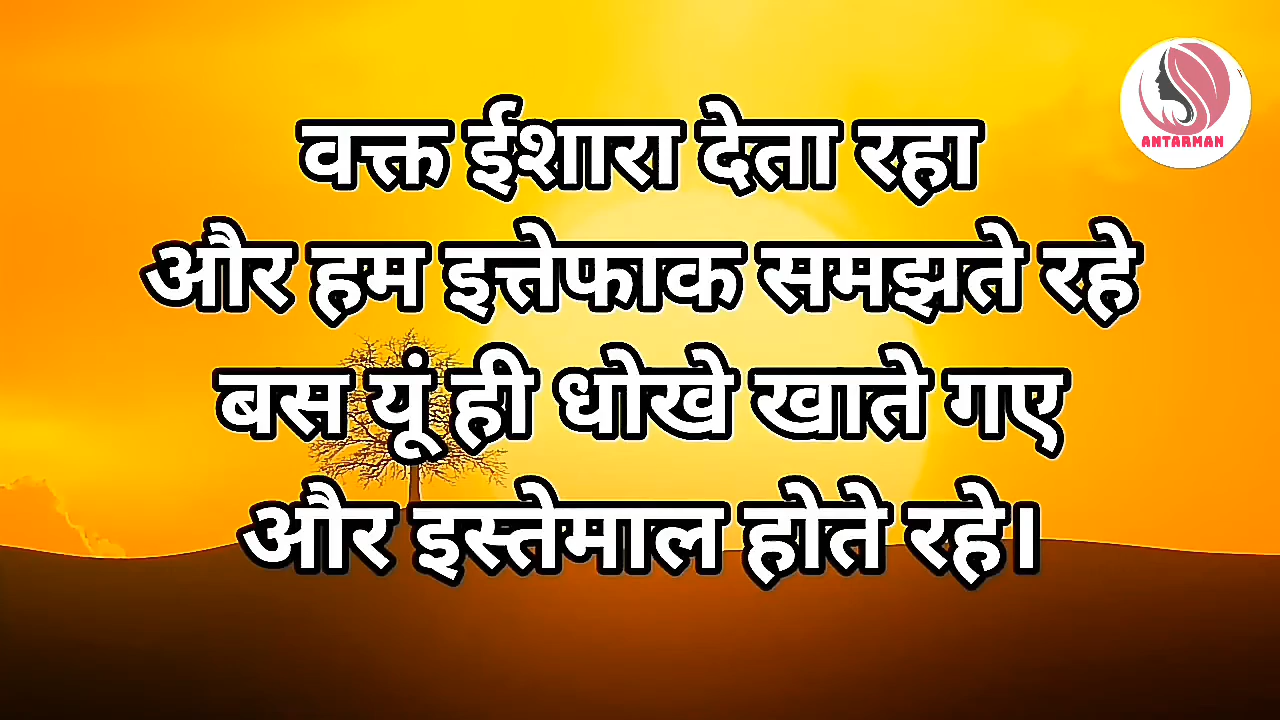 वक्त ईशारा देता रहा
और हम इत्तेफाक समझते रहे
बस यूं ही धोखे खाते गए
और इस्तेमाल होते रहे।
ANTARMAN